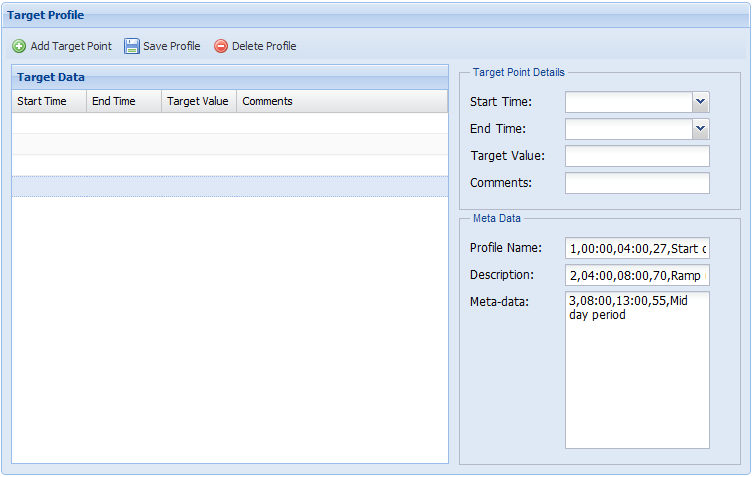 Target Profile
Add Target Point Save Profile Delete Profile
Target Data
Start Time End Time Target Value Comments
Target Point Details
Start Time:
End Time:
Target Value:
Comments:
Meta Data
Profile Name: 1,00:00,04:00,27,Start
Description: 2,04:00,08:00,70,Ramp
Meta-data: 3,08:00,13:00,55,Mid
day period